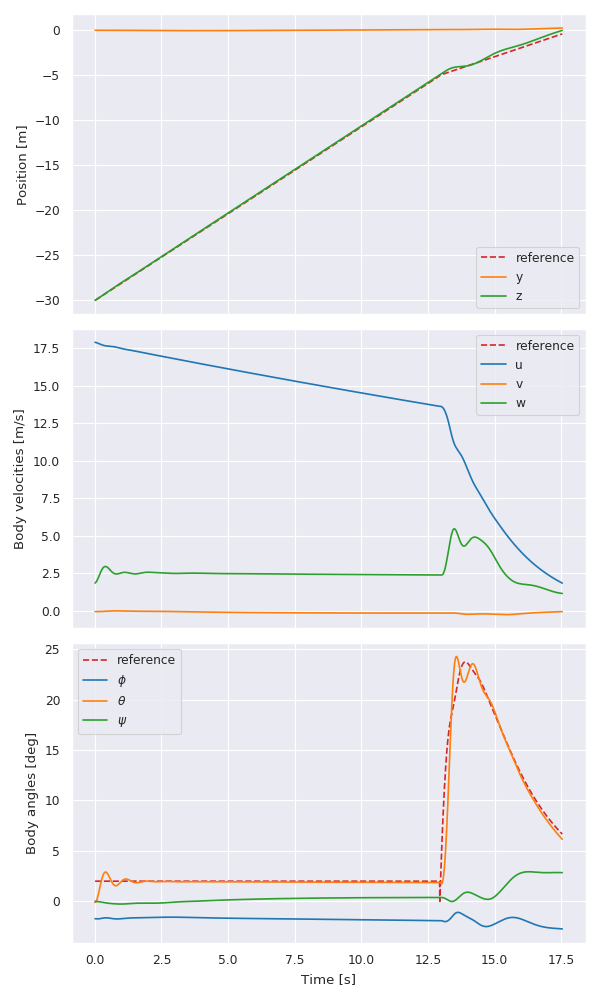 0
−5
−10
−15
−20
−25
−30
Position [m]
reference
y
z
17.5
15.0
12.5
10.0
7.5
5.0
2.5
0.0
Body velocities [m/s]
reference
u
v
w
25
20
15
10
5
0
Body angles [deg]
reference
ϕ
θ
ψ
0.0 2.5 5.0 7.5 10.0 12.5 15.0 17.5
Time [s]